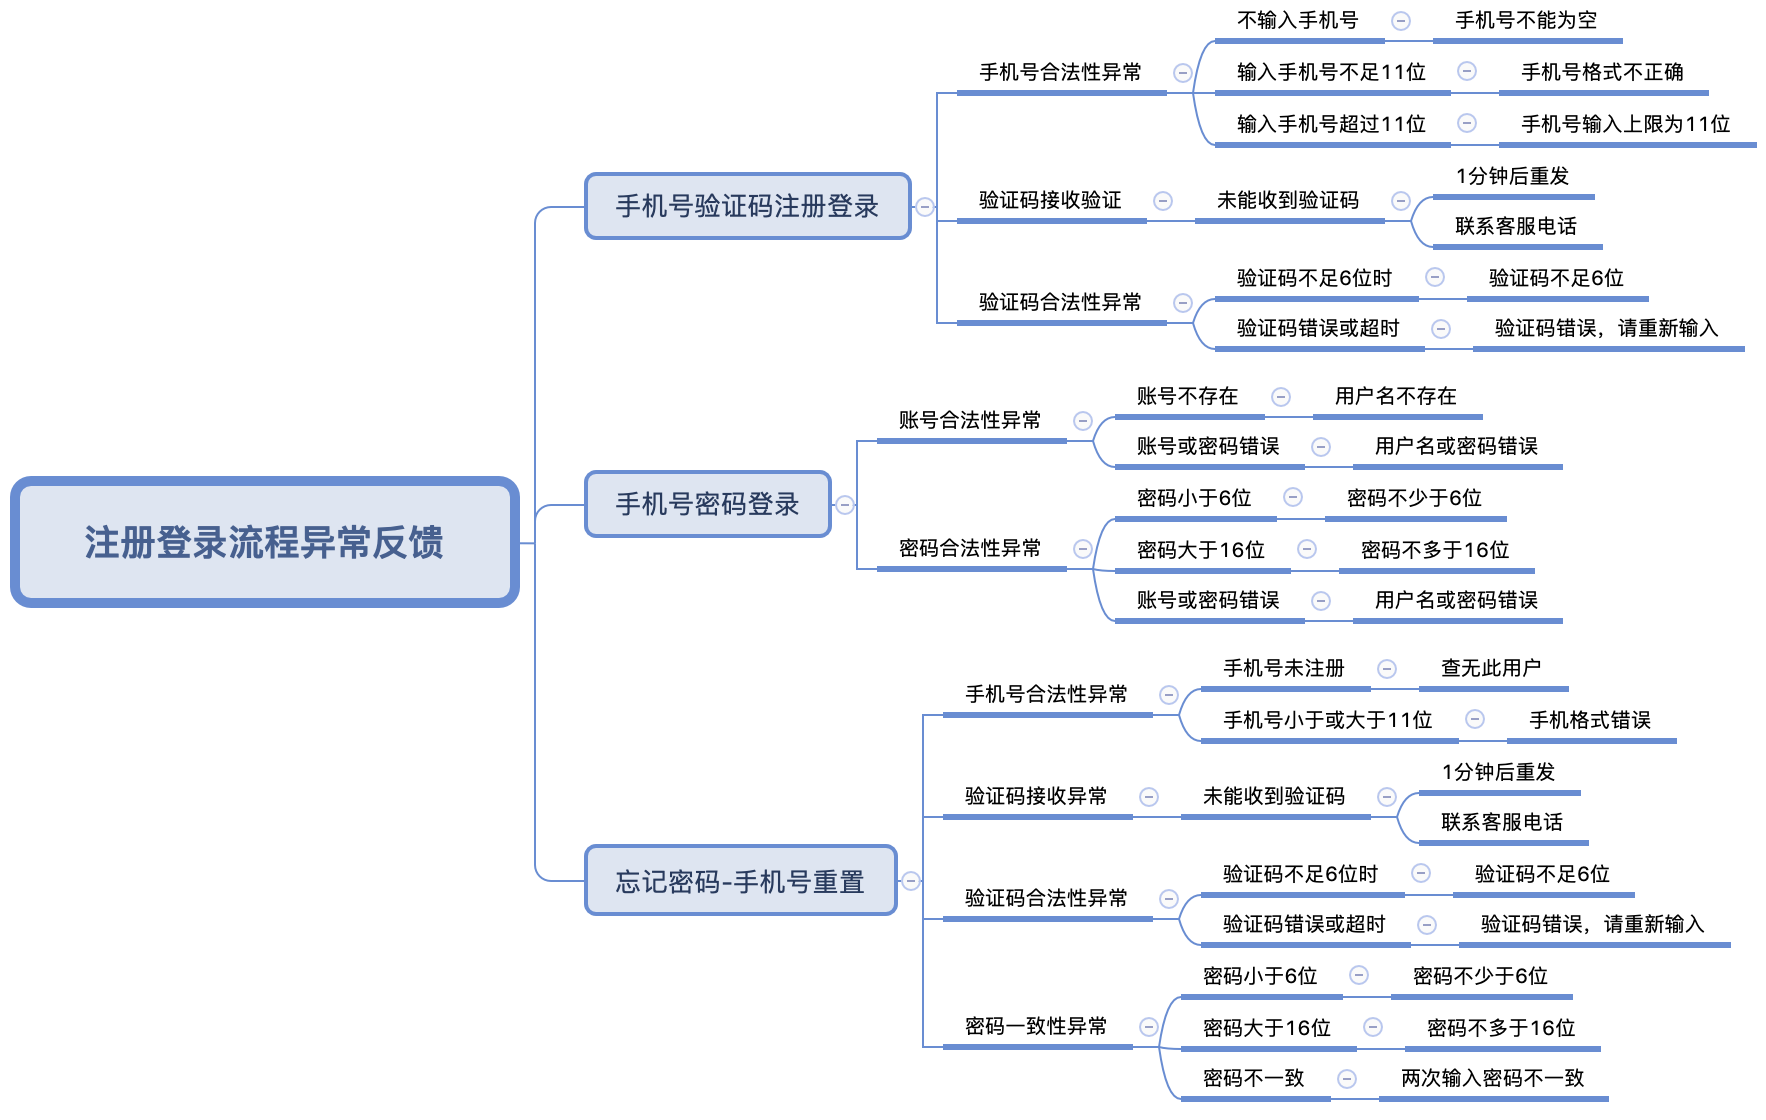 注册登录流程异常反馈
手机号验证码注册登录
手机号合法性异常
不输入手机号
手机号不能为空
输入手机号不足11位
手机号格式不正确
输入手机号超过11位
手机号输入上限为11位
验证码接收验证
未能收到验证码
1分钟后重发
联系客服电话
验证码合法性异常
验证码不足6位时
验证码不足6位
验证码错误或超时
验证码错误，请重新输入
手机号密码登录
账号合法性异常
账号不存在
用户名不存在
账号或密码错误
用户名或密码错误
密码合法性异常
密码小于6位
密码不少于6位
密码大于16位
密码不多于16位
账号或密码错误
用户名或密码错误
忘记密码-手机号重置
手机号合法性异常
手机号未注册
查无此用户
手机号小于或大于11位
手机格式错误
验证码接收异常
未能收到验证码
1分钟后重发
联系客服电话
验证码合法性异常
验证码不足6位时
验证码不足6位
验证码错误或超时
验证码错误，请重新输入
密码一致性异常
密码小于6位
密码不少于6位
密码大于16位
密码不多于16位
密码不一致
两次输入密码不一致